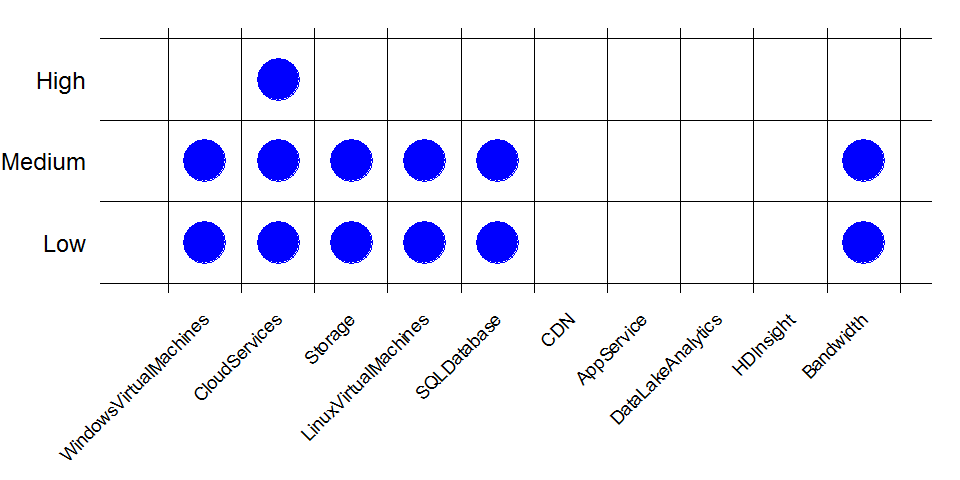 High
Medium
Low
WindowsVirtualMachines
CloudServices
Storage
LinuxVirtualMachines
SQLDatabase
CDN
AppService
DataLakeAnalytics
HDInsight
Bandwidth